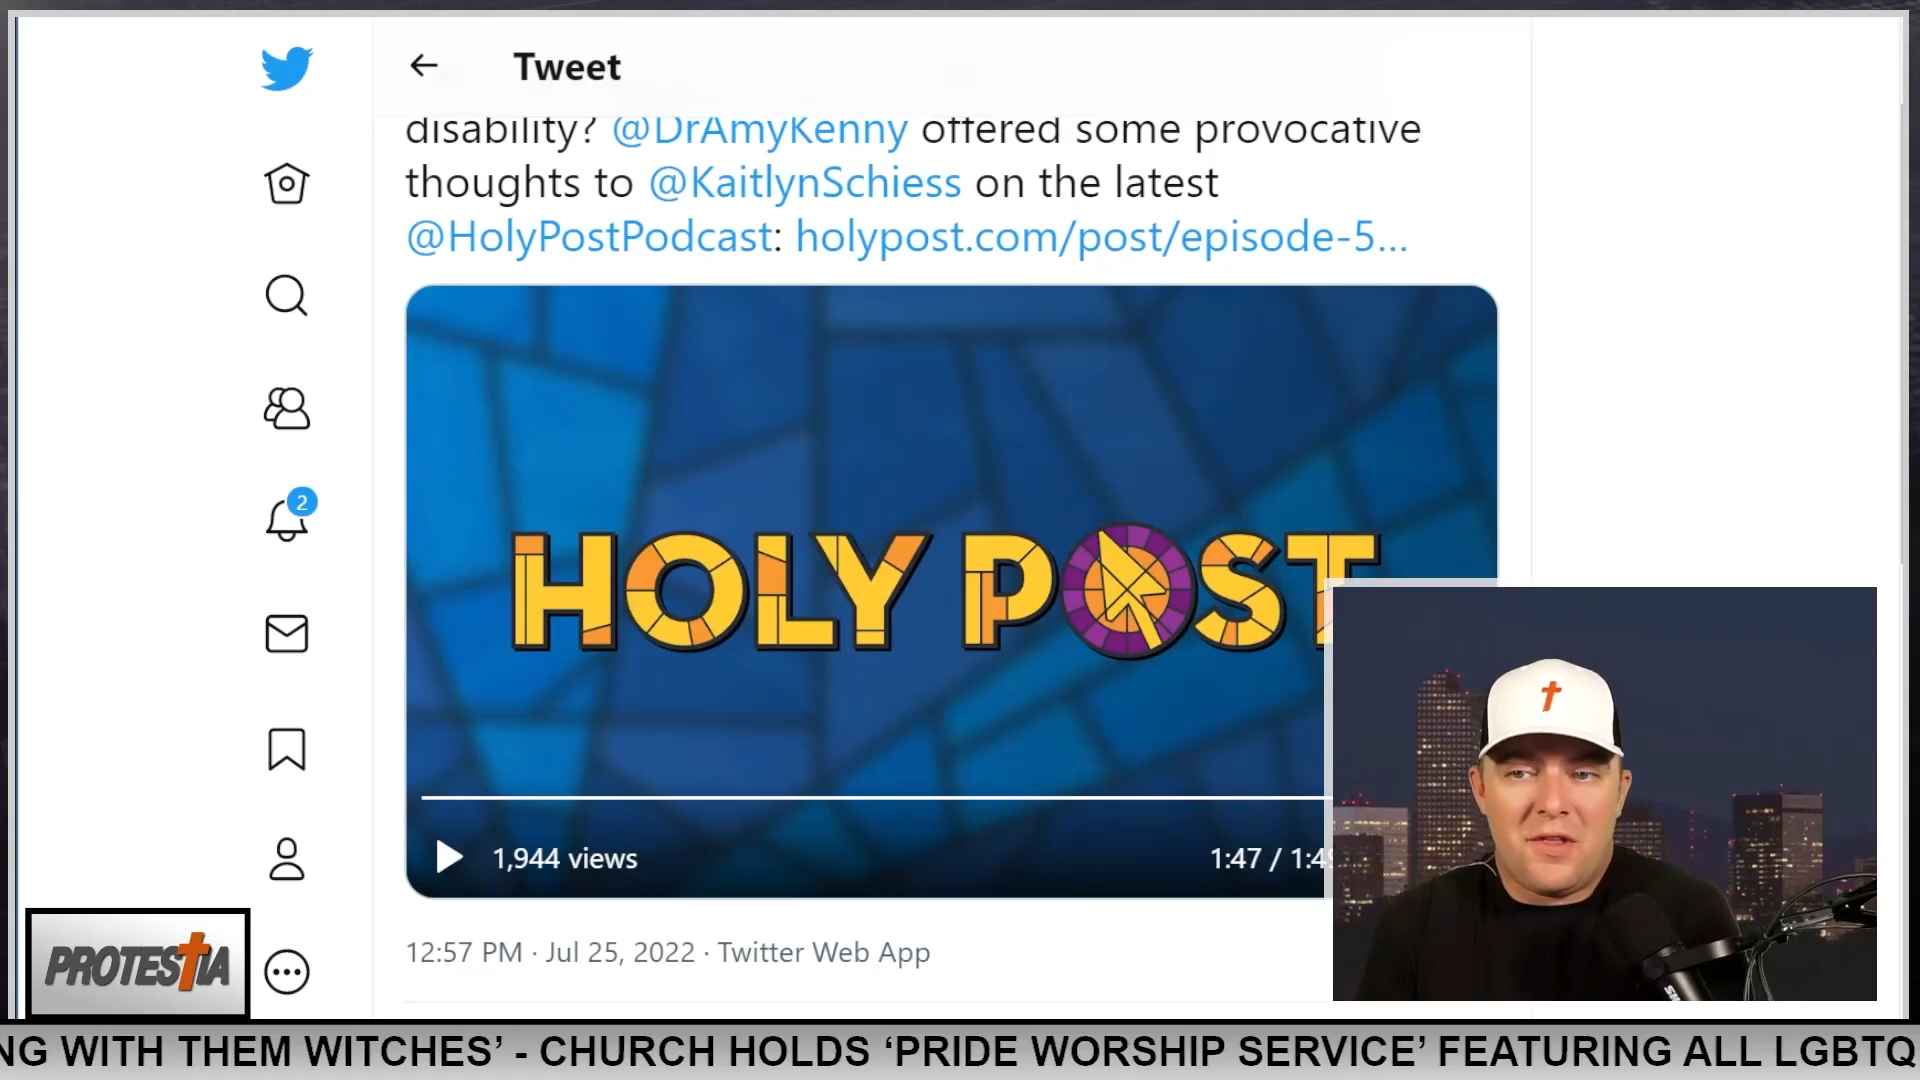 Tweet
disability? @DrAmyKenny offered some provocative
thoughts to @KaitlynSchiess on the latest
@HolyPostPodcast: holypost.com/post/episode-5...
2
HOLY POST
1,944 views
1:47 / 1:49
12:57 PM · Jul 25, 2022 · Twitter Web App
PROTESTIA
NG WITH THEM WITCHES’ - CHURCH HOLDS ‘PRIDE WORSHIP SERVICE’ FEATURING ALL LGBTQ